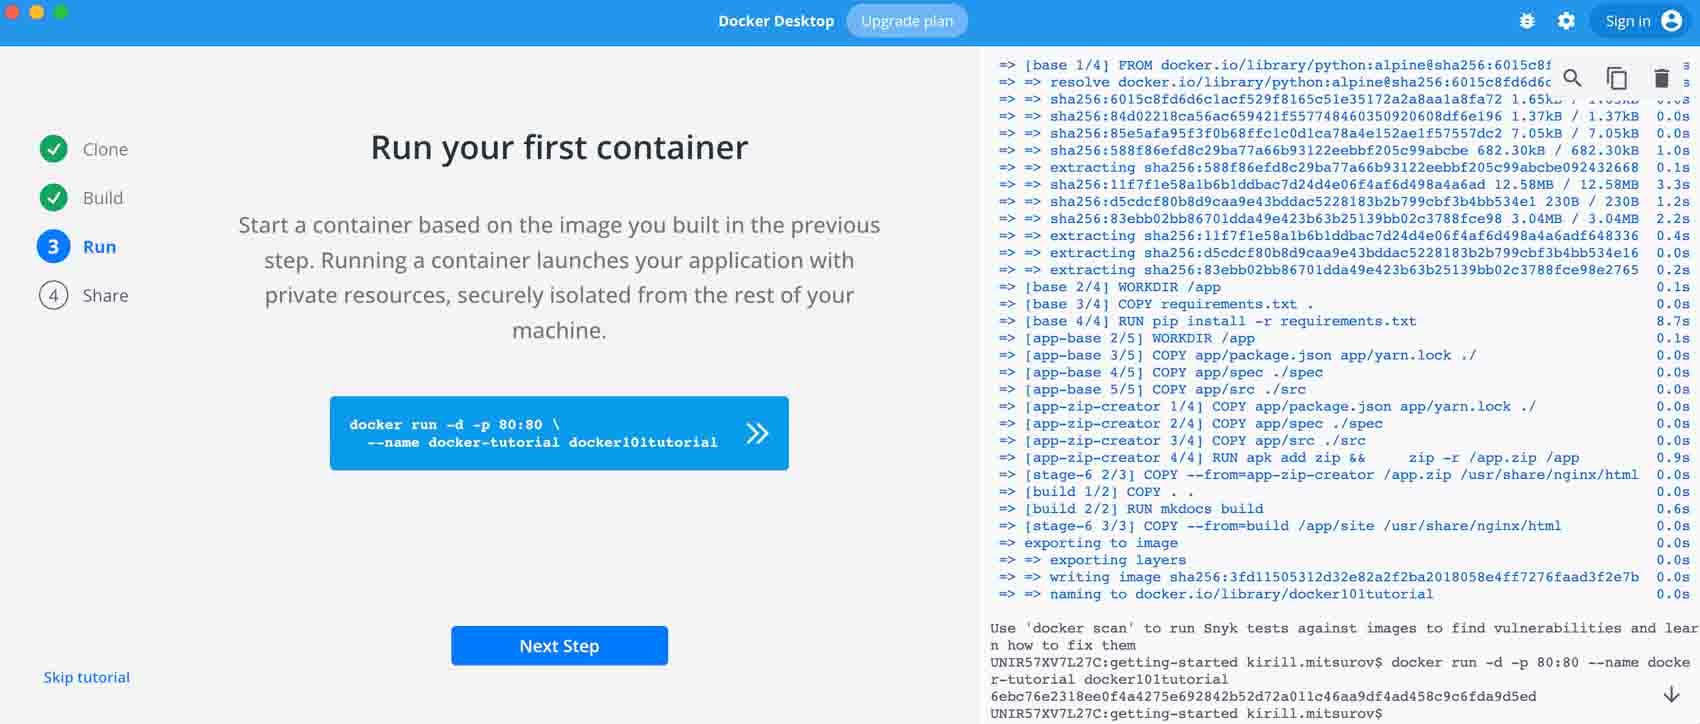 Docker Desktop
Upgrade plan
Sign in
Clone
Build
3 Run
4 Share
Run your first container
Start a container based on the image you built in the previous
step. Running a container launches your application with
private resources, securely isolated from the rest of your
machine.
docker run -d -p 80:80 \
--name docker-tutorial docker101tutorial
Next Step
Skip tutorial
=> [base 1/4] FROM docker.io/library/python:alpine@sha256:6015c8f
=> => resolve docker.io/library/python:alpine@sha256:6015c8fd6d6c
=> => sha256:6015c8fd6d6c1acf529f8165c51e35172a2a8aa1a8fa72 1.65kB / 1.65kB 0.0s
=> => sha256:84d02218ca56ac659421f557748460350920608df6e196 1.37kB / 1.37kB 0.0s
=> => sha256:85e5afa95f3f0b68ffc1c0d1ca78a4e152ae1f57557dc2 7.05kB / 7.05kB 0.0s
=> => sha256:588f86efd8c29ba77a66b93122eebbf205c99abcbe 682.30kB / 682.30kB 1.0s
=> => extracting sha256:588f86efd8c29ba77a66b93122eebbf205c99abcbe092432668 0.1s
=> => sha256:11f7f1e58a1b6b1ddbac7d24d4e06f4af6d498a4a6ad 12.58MB / 12.58MB 3.3s
=> => sha256:d5cdcf80b8d9caa9e43bddac5228183b2b799cbf3b4bb534e1 230B / 230B 1.2s
=> => sha256:83ebb02bb86701dda49e423b63b25139bb02c3788fce98 3.04MB / 3.04MB 2.2s
=> => extracting sha256:11f7f1e58a1b6b1ddbac7d24d4e06f4af6d498a4a6adf648336 0.4s
=> => extracting sha256:d5cdcf80b8d9caa9e43bddac5228183b2b799cbf3b4bb534e16 0.0s
=> => extracting sha256:83ebb02bb86701dda49e423b63b25139bb02c3788fce98e2765 0.2s
=> [base 2/4] WORKDIR /app 0.1s
=> [base 3/4] COPY requirements.txt . 0.0s
=> [base 4/4] RUN pip install -r requirements.txt 8.7s
=> [app-base 2/5] WORKDIR /app 0.1s
=> [app-base 3/5] COPY app/package.json app/yarn.lock ./ 0.0s
=> [app-base 4/5] COPY app/spec ./spec 0.0s
=> [app-base 5/5] COPY app/src ./src 0.0s
=> [app-zip-creator 1/4] COPY app/package.json app/yarn.lock ./ 0.0s
=> [app-zip-creator 2/4] COPY app/spec ./spec 0.0s
=> [app-zip-creator 3/4] COPY app/src ./src 0.0s
=> [app-zip-creator 4/4] RUN apk add zip && zip -r /app.zip /app 0.9s
=> [stage-6 2/3] COPY --from=app-zip-creator /app.zip /usr/share/nginx/html 0.0s
=> [build 1/2] COPY . . 0.0s
=> [build 2/2] RUN mkdocs build 0.6s
=> [stage-6 3/3] COPY --from=build /app/site /usr/share/nginx/html 0.0s
=> exporting to image 0.0s
=> => exporting layers 0.0s
=> => writing image sha256:3fd11505312d32e82a2f2ba2018058e4ff7276faad3f2e7b 0.0s
=> => naming to docker.io/library/docker101tutorial 0.0s
Use 'docker scan' to run Snyk tests against images to find vulnerabilities and lear
n how to fix them
UNIR57XV7L27C:getting-started kirill.mitsurov$ docker run -d -p 80:80 --name docke
r-tutorial docker101tutorial
6ebc76e2318ee0f4a4275e692842b52d72a011c46aa9df4ad458c9c6fda9d5ed
UNIR57XV7L27C:getting-started kirill.mitsurov$